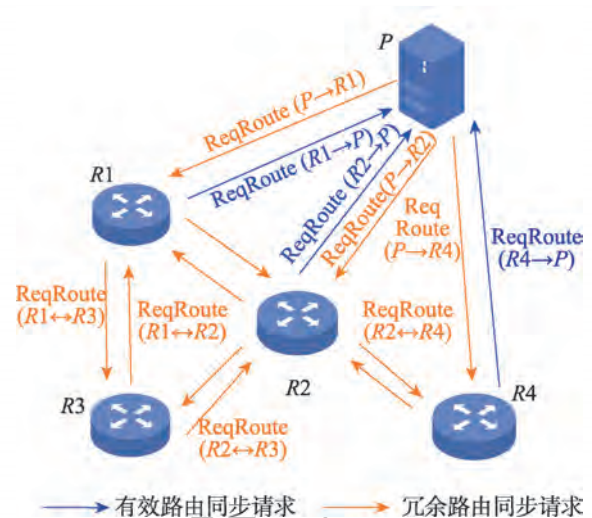 P
ReqRoute (P→R1)
ReqRoute (R1→P)
ReqRoute (R2→P)
ReqRoute(P→R2)
Req
Route
(P→R4)
ReqRoute
(R4→P)
R1
ReqRoute
(R1↔R3)
ReqRoute
(R1↔R2)
ReqRoute
(R2↔R4)
R2
R3
R4
ReqRoute
(R2↔R3)
有效路由同步请求
冗余路由同步请求